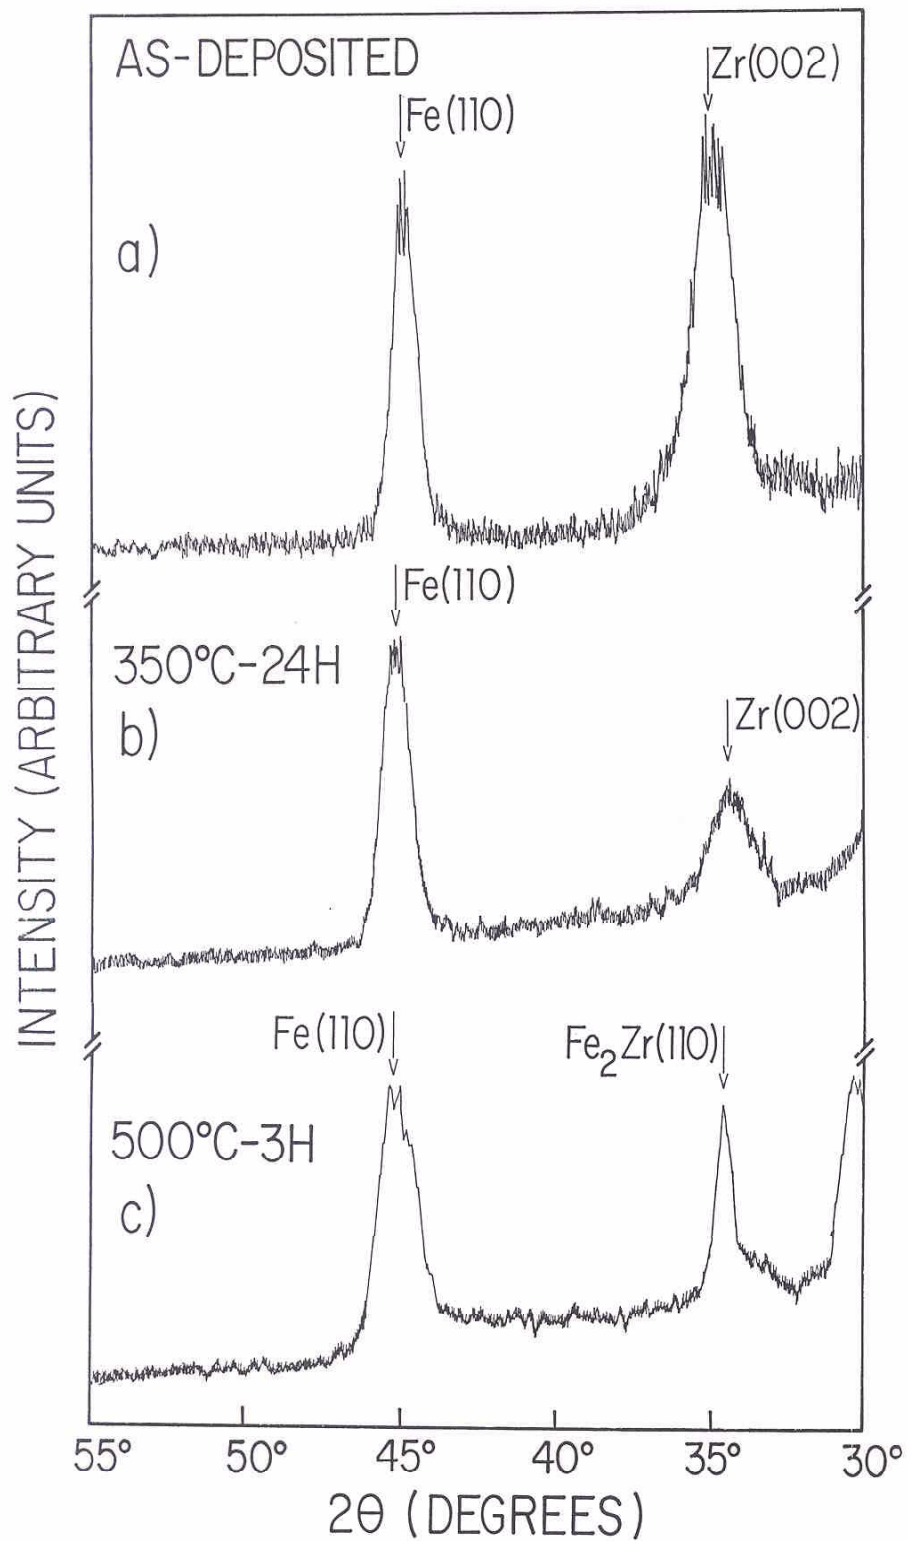 AS-DEPOSITED
Zr(002)
Fe(110)
a)
Fe(110)
350°C-24H
Zr(002)
b)
Fe(110)
Fe₂Zr(110)
500°C-3H
c)
INTENSITY (ARBITRARY UNITS)
55° 50° 45° 40° 35° 30°
2θ (DEGREES)